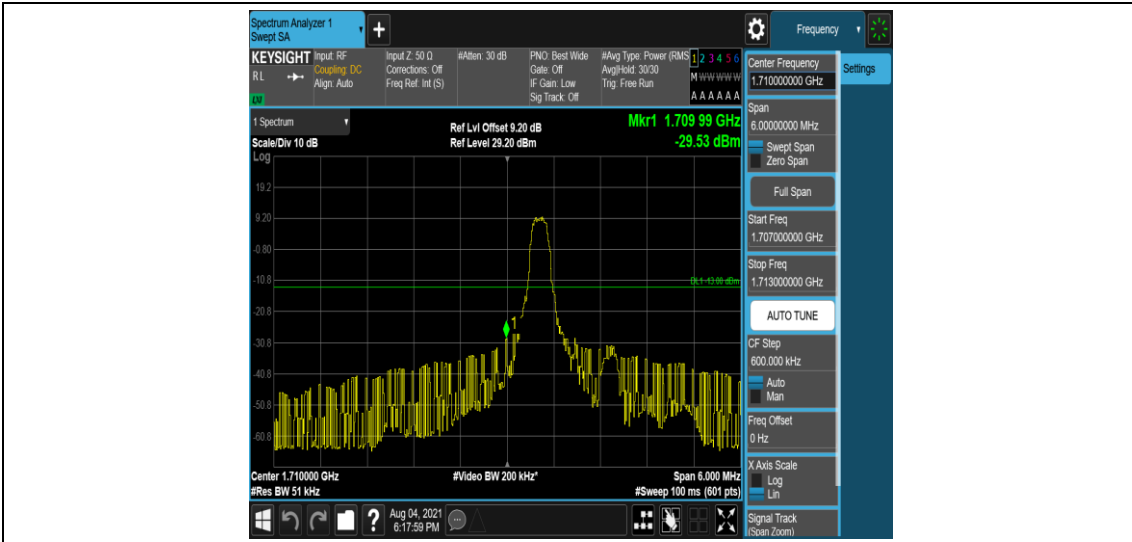 Spectrum Analyzer 1
Swept SA
+
Frequency
KEYSIGHT
RL
LXI
Input: RF
Coupling: DC
Align: Auto
Input Z: 50 Ω
Corrections: Off
Freq Ref: Int (S)
#Atten: 30 dB
PNO: Best Wide
Gate: Off
IF Gain: Low
Sig Track: Off
#Avg Type: Power (RMS
Avg|Hold: 30/30
Trig: Free Run
1 2 3 4 5 6
M W W W W W
A A A A A A
1 Spectrum
Scale/Div 10 dB
Log
Ref Lvl Offset 9.20 dB
Ref Level 29.20 dBm
Mkr1 1.709 99 GHz
-29.53 dBm
19.2
9.20
-0.80
-10.8
-20.8
-30.8
-40.8
-50.8
-60.8
DL1 -13.00 dBm
1
Center 1.710000 GHz
#Res BW 51 kHz
#Video BW 200 kHz*
Span 6.000 MHz
#Sweep 100 ms (601 pts)
Center Frequency
1.710000000 GHz
Settings
Span
6.00000000 MHz
Swept Span
Zero Span
Full Span
Start Freq
1.707000000 GHz
Stop Freq
1.713000000 GHz
AUTO TUNE
CF Step
600.000 kHz
Auto
Man
Freq Offset
0 Hz
X Axis Scale
Log
Lin
Signal Track
(Span Zoom)
?
Aug 04, 2021
6:17:59 PM